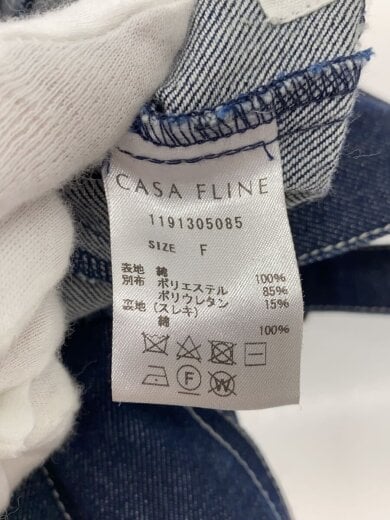 CASA FLINE
1191305085
SIZE F
表地 綿 100%
別布 ポリエステル 85%
ポリウレタン 15%
裏地(スレキ)
綿 100%
F
W